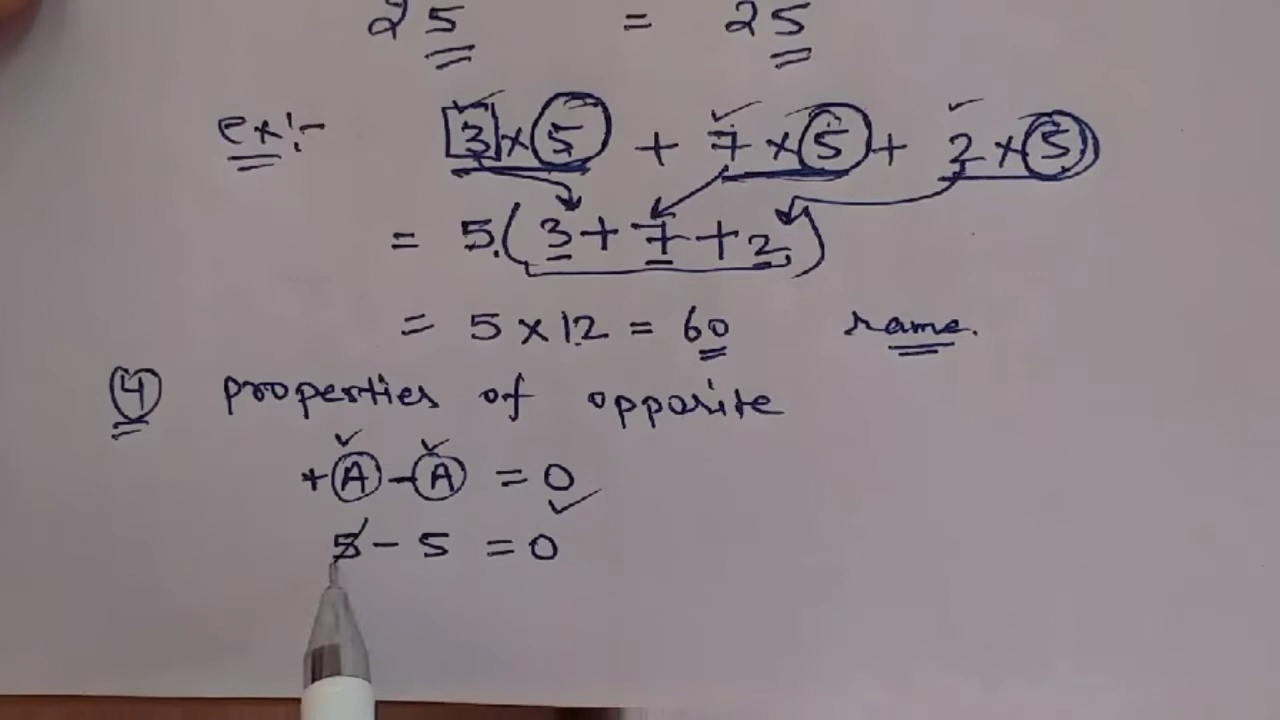 25 = 25
ex:- 3 × 5 + 7 × 5 + 2 × 5
= 5.(3+7+2)
= 5 × 12 = 60 same.
④ properties of opposite
+A - A = 0
5 - 5 = 0